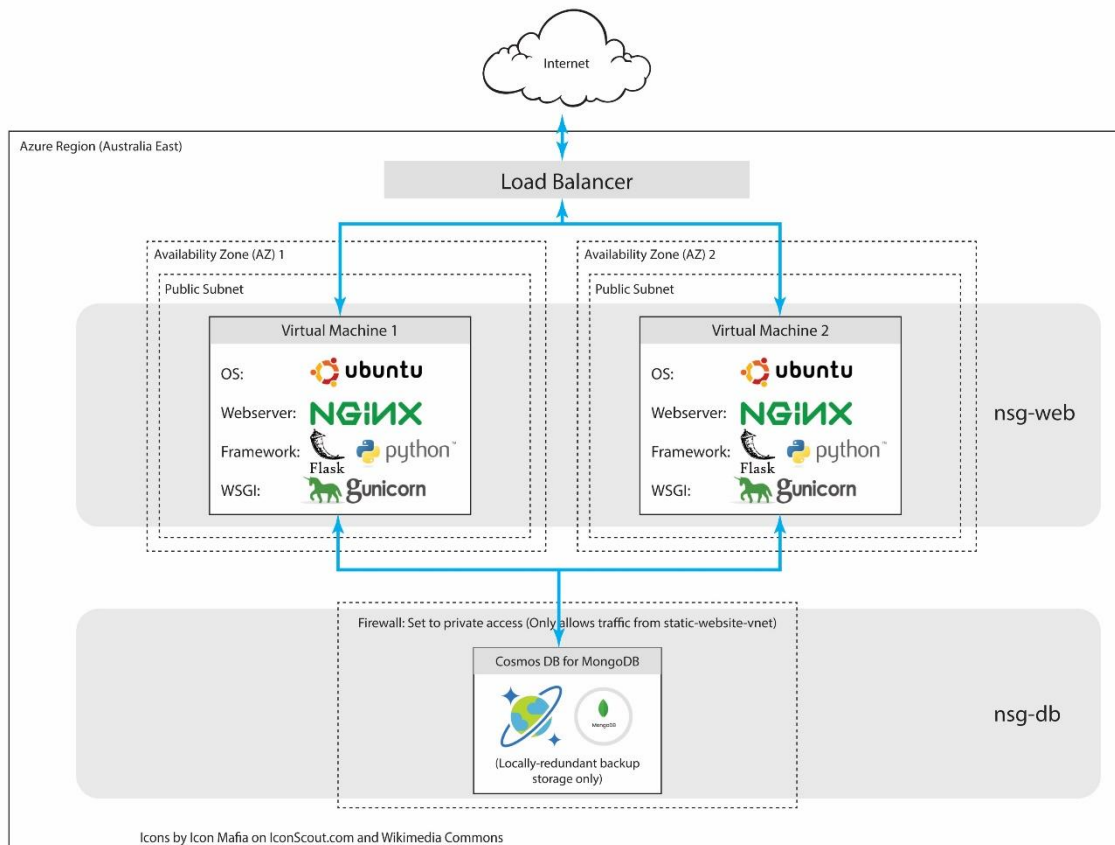 Internet
Azure Region (Australia East)
Load Balancer
Availability Zone (AZ) 1
Public Subnet
Virtual Machine 1
OS: ubuntu
Webserver: NGiNX
Framework: Flask python™
WSGI: gunicorn
Availability Zone (AZ) 2
Public Subnet
Virtual Machine 2
OS: ubuntu
Webserver: NGiNX
Framework: Flask python™
WSGI: gunicorn
nsg-web
Firewall: Set to private access (Only allows traffic from static-website-vnet)
Cosmos DB for MongoDB
MongoDB
(Locally-redundant backup
storage only)
nsg-db
Icons by Icon Mafia on IconScout.com and Wikimedia Commons